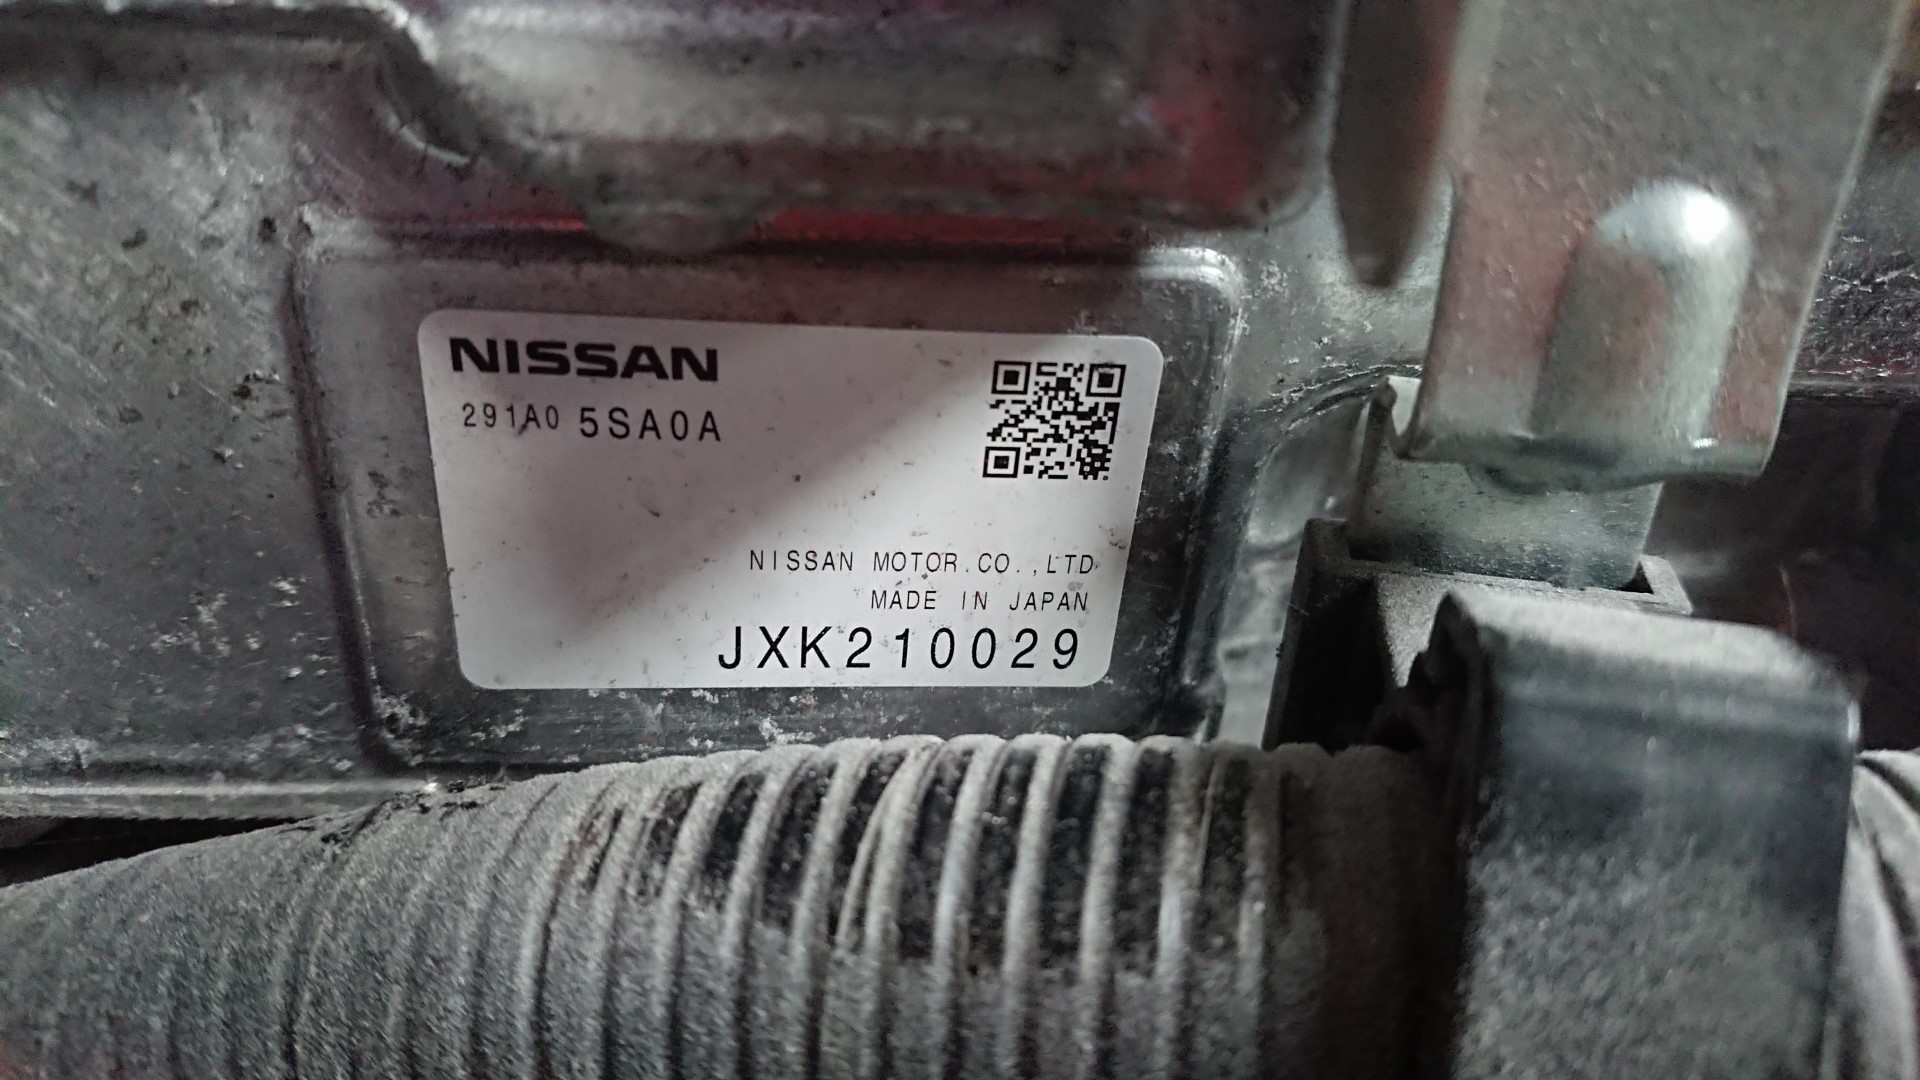 NISSAN
291A0 5SA0A
NISSAN MOTOR.CO.,LTD
MADE IN JAPAN
JXK210029